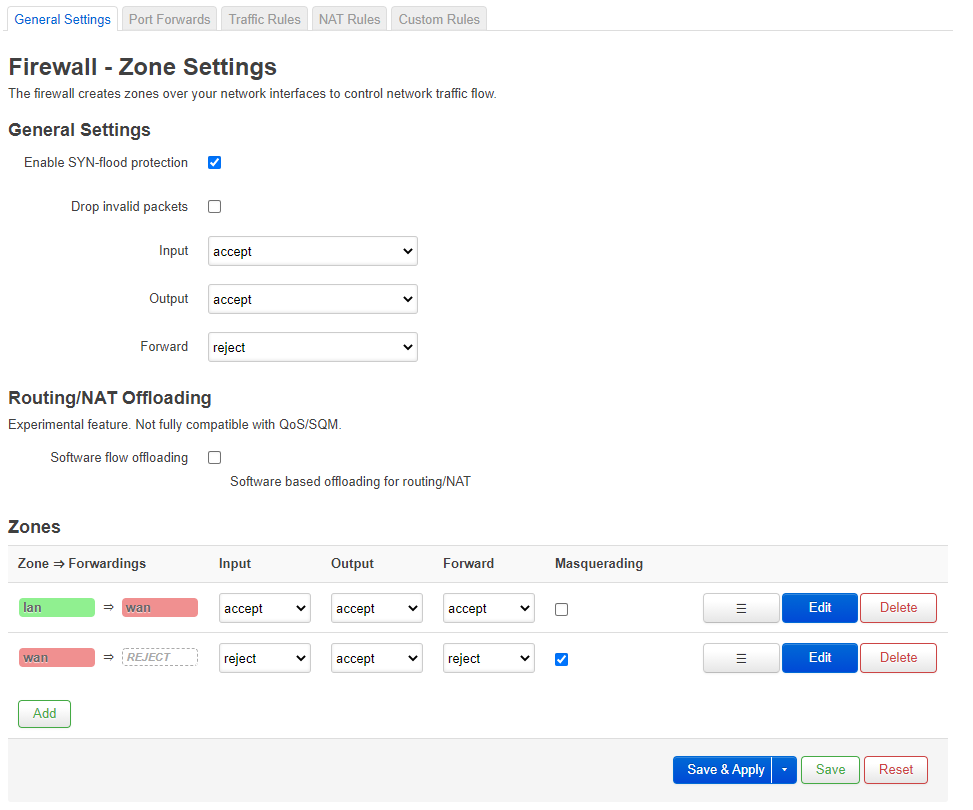 General Settings Port Forwards Traffic Rules NAT Rules Custom Rules
Firewall - Zone Settings
The firewall creates zones over your network interfaces to control network traffic flow.
General Settings
Enable SYN-flood protection
Drop invalid packets
Input accept
Output accept
Forward reject
Routing/NAT Offloading
Experimental feature. Not fully compatible with QoS/SQM.
Software flow offloading
Software based offloading for routing/NAT
Zones
Zone ⇒ Forwardings Input Output Forward Masquerading
lan ⇒ wan accept accept accept ☰ Edit Delete
wan ⇒ REJECT reject accept reject ☰ Edit Delete
Add
Save & Apply Save Reset